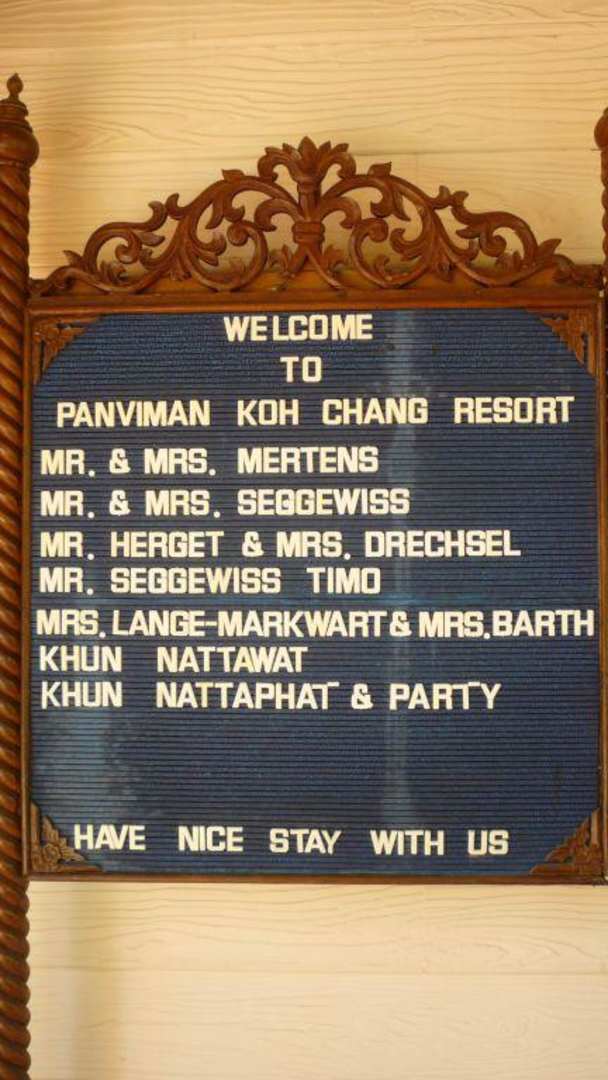 WELCOME
TO
PANVIMAN KOH CHANG RESORT
MR. & MRS. MERTENS
MR. & MRS. SEGGEWISS
MR. HERGET & MRS. DRECHSEL
MR. SEGGEWISS TIMO
MRS. LANGE-MARKWART & MRS. BARTH
KHUN NATTAWAT
KHUN NATTAPHAT & PARTY
HAVE NICE STAY WITH US